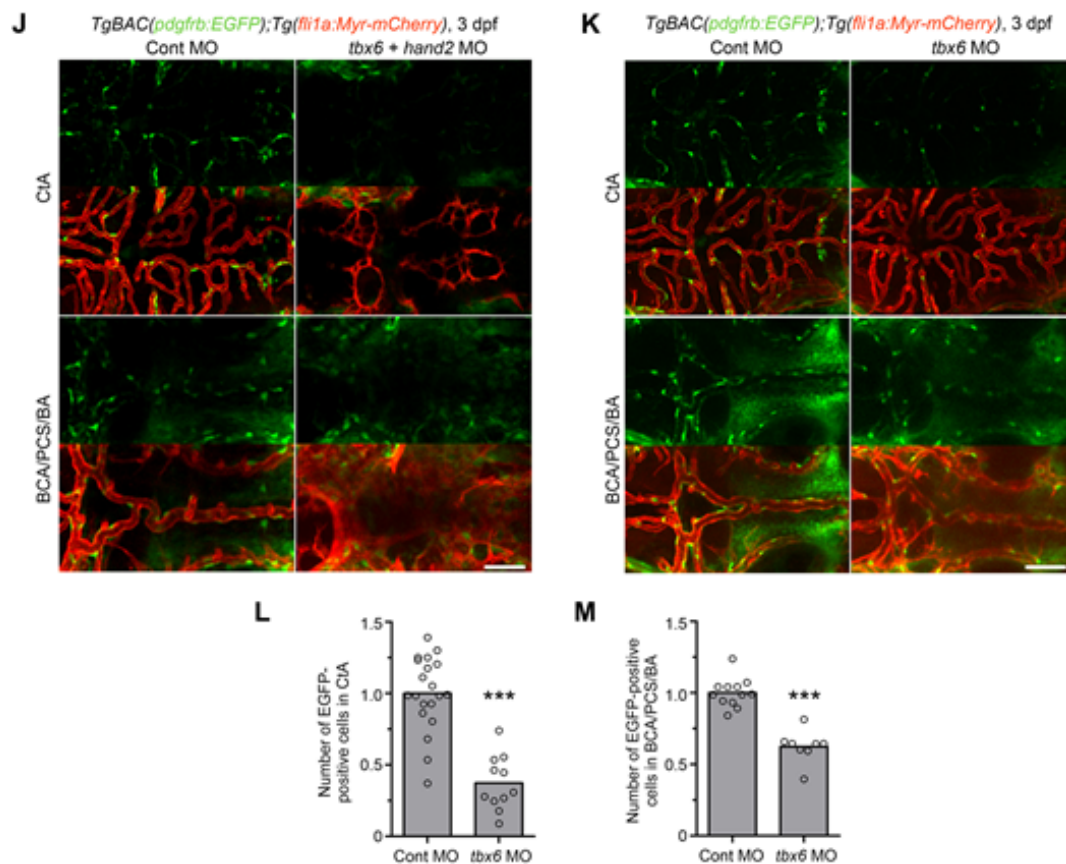 J
TgBAC(pdgfrb:EGFP);Tg(fli1a:Myr-mCherry), 3 dpf
Cont MO
tbx6 + hand2 MO
CtA
BCA/PCS/BA
K
TgBAC(pdgfrb:EGFP);Tg(fli1a:Myr-mCherry), 3 dpf
Cont MO
tbx6 MO
CtA
BCA/PCS/BA
L
Number of EGFP-
positive cells in CtA
1.5
1.0
0.5
0
***
Cont MO
tbx6 MO
M
Number of EGFP-positive
cells in BCA/PCS/BA
1.5
1.0
0.5
0
***
Cont MO
tbx6 MO